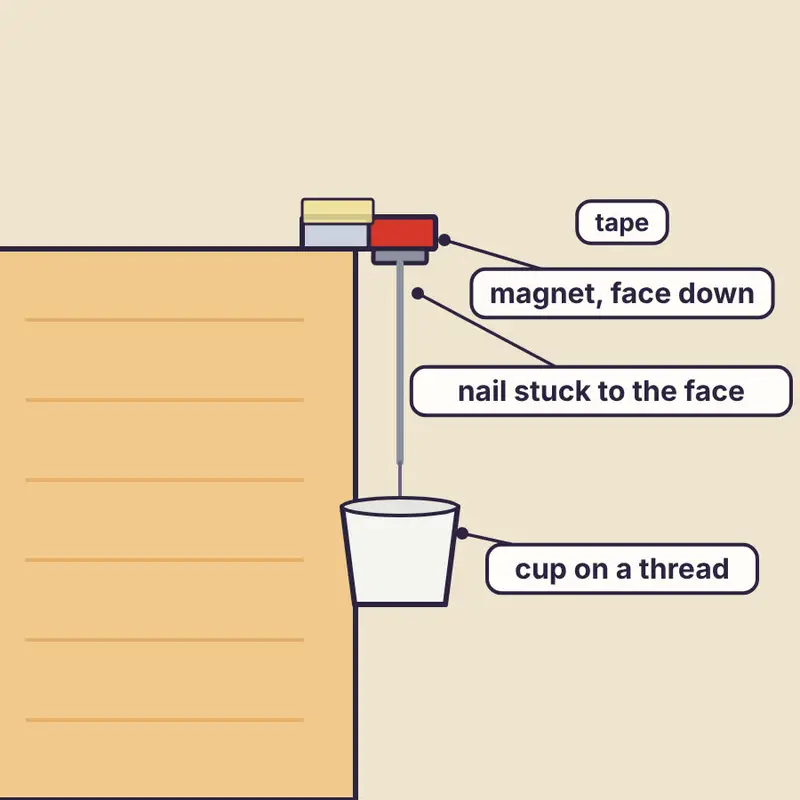 tape
magnet, face down
nail stuck to the face
cup on a thread